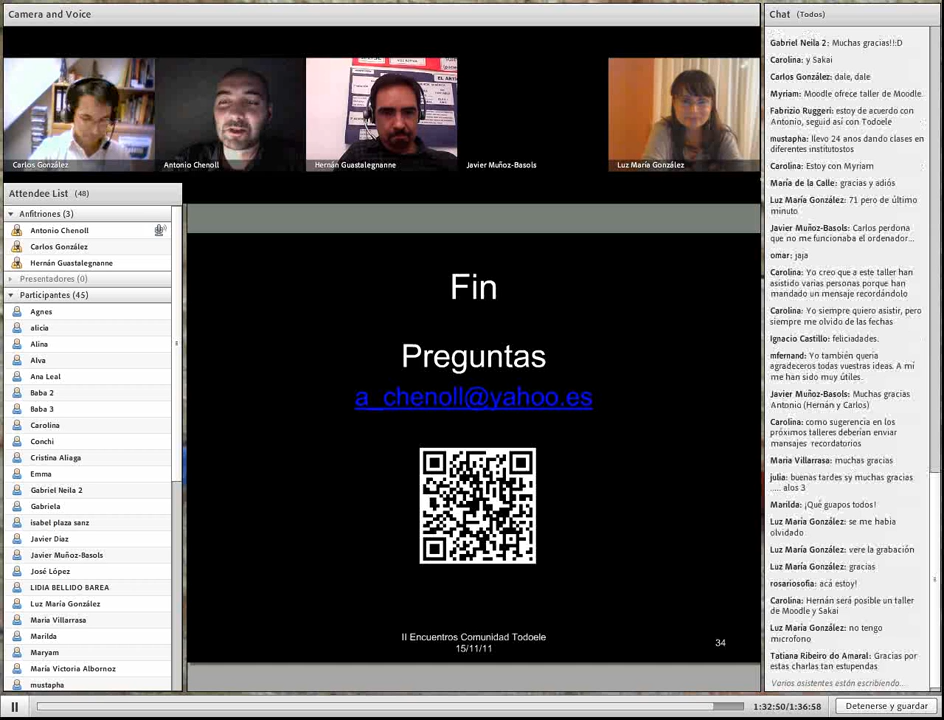 Camera and Voice
Carlos González
Antonio Chenoll
Hernán Guastalegnanne
Javier Muñoz-Basols
Luz María González
Attendee List (48)
Anfitriones (3)
Antonio Chenoll
Carlos González
Hernán Guastalegnanne
Presentadores (0)
Participantes (45)
Agnes
alicia
Alina
Alva
Ana Leal
Baba 2
Baba 3
Carolina
Conchi
Cristina Aliaga
Emma
Gabriel Neila 2
Gabriela
isabel plaza sanz
Javier Diaz
Javier Muñoz-Basols
José López
LIDIA BELLIDO BAREA
Luz María González
Maria Villarrasa
Marilda
Maryam
María Victoria Albornoz
mustapha
Fin
Preguntas
a_chenoll@yahoo.es
II Encuentros Comunidad Todoele
15/11/11
34
Chat (Todos)
Gabriel Neila 2: Muchas gracias!!:D
Carolina: y Sakai
Carlos González: dale, dale
Myriam: Moodle ofrece taller de Moodle.
Fabrizio Ruggeri: estoy de acuerdo con
Antonio, seguid así con Todoele
mustapha: llevo 24 anos dando clases en
diferentes institutostos
Carolina: Estoy con Myriam
María de la Calle: gracias y adiós
Luz María González: 71 pero de último
minuto
Javier Muñoz-Basols: Carlos perdona
que no me funcionaba el ordenador...
omar: jaja
Carolina: Yo creo que a este taller han
asistido varias personas porque han
mandado un mensaje recordándolo
Carolina: Yo siempre quiero asistir, pero
siempre me olvido de las fechas
Ignacio Castillo: feliciadades.
mfernand: Yo también quería
agradeceros todas vuestras ideas. A mí
me han sido muy útiles.
Javier Muñoz-Basols: Muchas gracias
Antonio (Hernán y Carlos)
Carolina: como sugerencia en los
próximos talleres deberían enviar
mensajes recordatorios
Maria Villarrasa: muchas gracias
julia: buenas tardes sy muchas gracias
..... alos 3
Marilda: ¡Qué guapos todos!
Luz María González: se me había
olvidado
Luz María González: vere la grabación
Luz María González: gracias
rosariosofia: acá estoy!
Carolina: Hernán será posible un taller
de Moodle y Sakai
Luz María González: no tengo
microfono
Tatiana Ribeiro do Amaral: Gracias por
estas charlas tan estupendas
Varios asistentes están escribiendo...
1:32:50/1:36:58
Detenerse y guardar